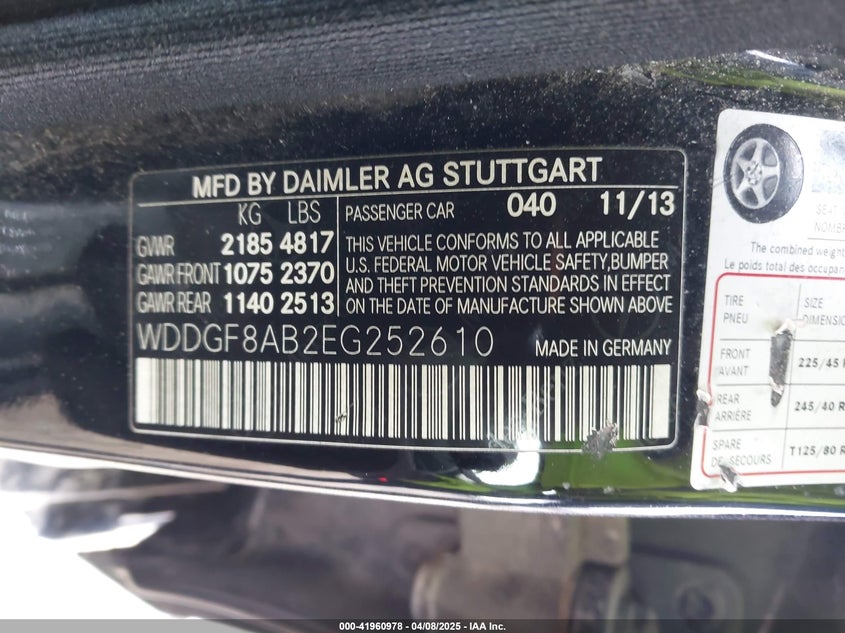 MFD BY DAIMLER AG STUTTGART
KG LBS
GVWR 2185 4817
GAWR FRONT 1075 2370
GAWR REAR 1140 2513
PASSENGER CAR 040 11/13
THIS VEHICLE CONFORMS TO ALL APPLICABLE
U.S. FEDERAL MOTOR VEHICLE SAFETY,BUMPER
AND THEFT PREVENTION STANDARDS IN EFFECT
ON THE DATE OF MANUFACTURE SHOWN ABOVE
WDDGF8AB2EG252610 MADE IN GERMANY
SEAT
The combined weight
Le poids total des
TIRE SIZE
PNEU
FRONT 225/45
AVANT
REAR 245/40 R
ARRIÈRE
SPARE T125/80 R
DE SECOURS
000-41960978 - 04/08/2025 - IAA Inc.